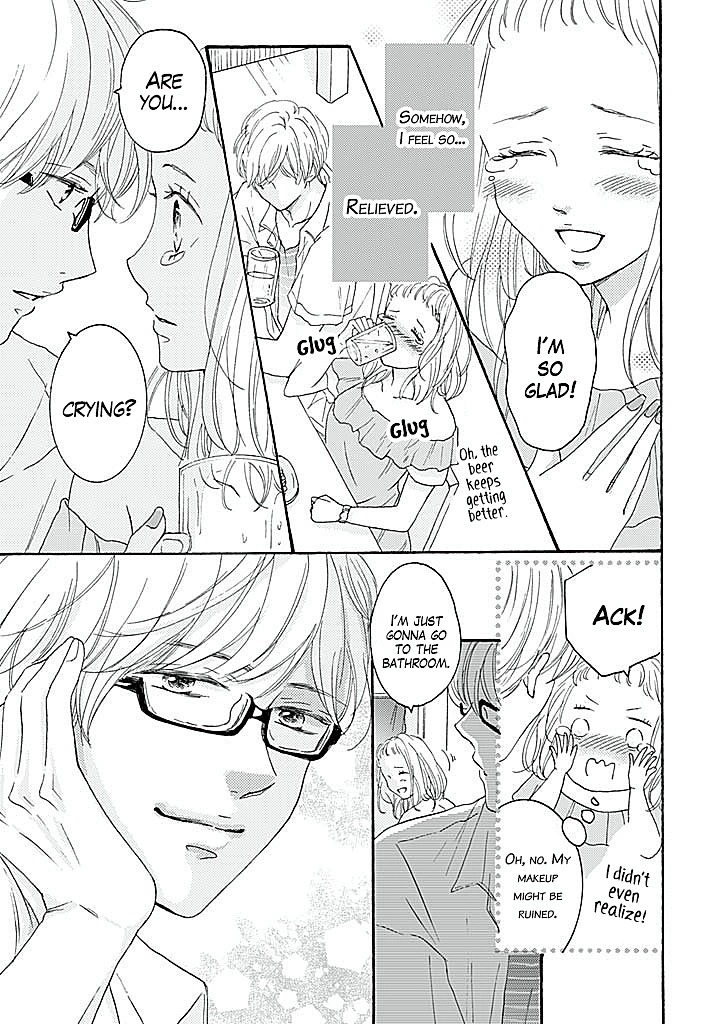 I'M
SO
GLAD!
SOMEHOW,
I FEEL SO...
RELIEVED.
GLUG
GLUG
Oh, the
beer
keeps
getting
better.
ARE
YOU...
CRYING?
ACK!
I didn't
even
realize!
OH, NO. MY
MAKEUP
MIGHT BE
RUINED.
I'M JUST
GONNA GO
TO THE
BATHROOM.